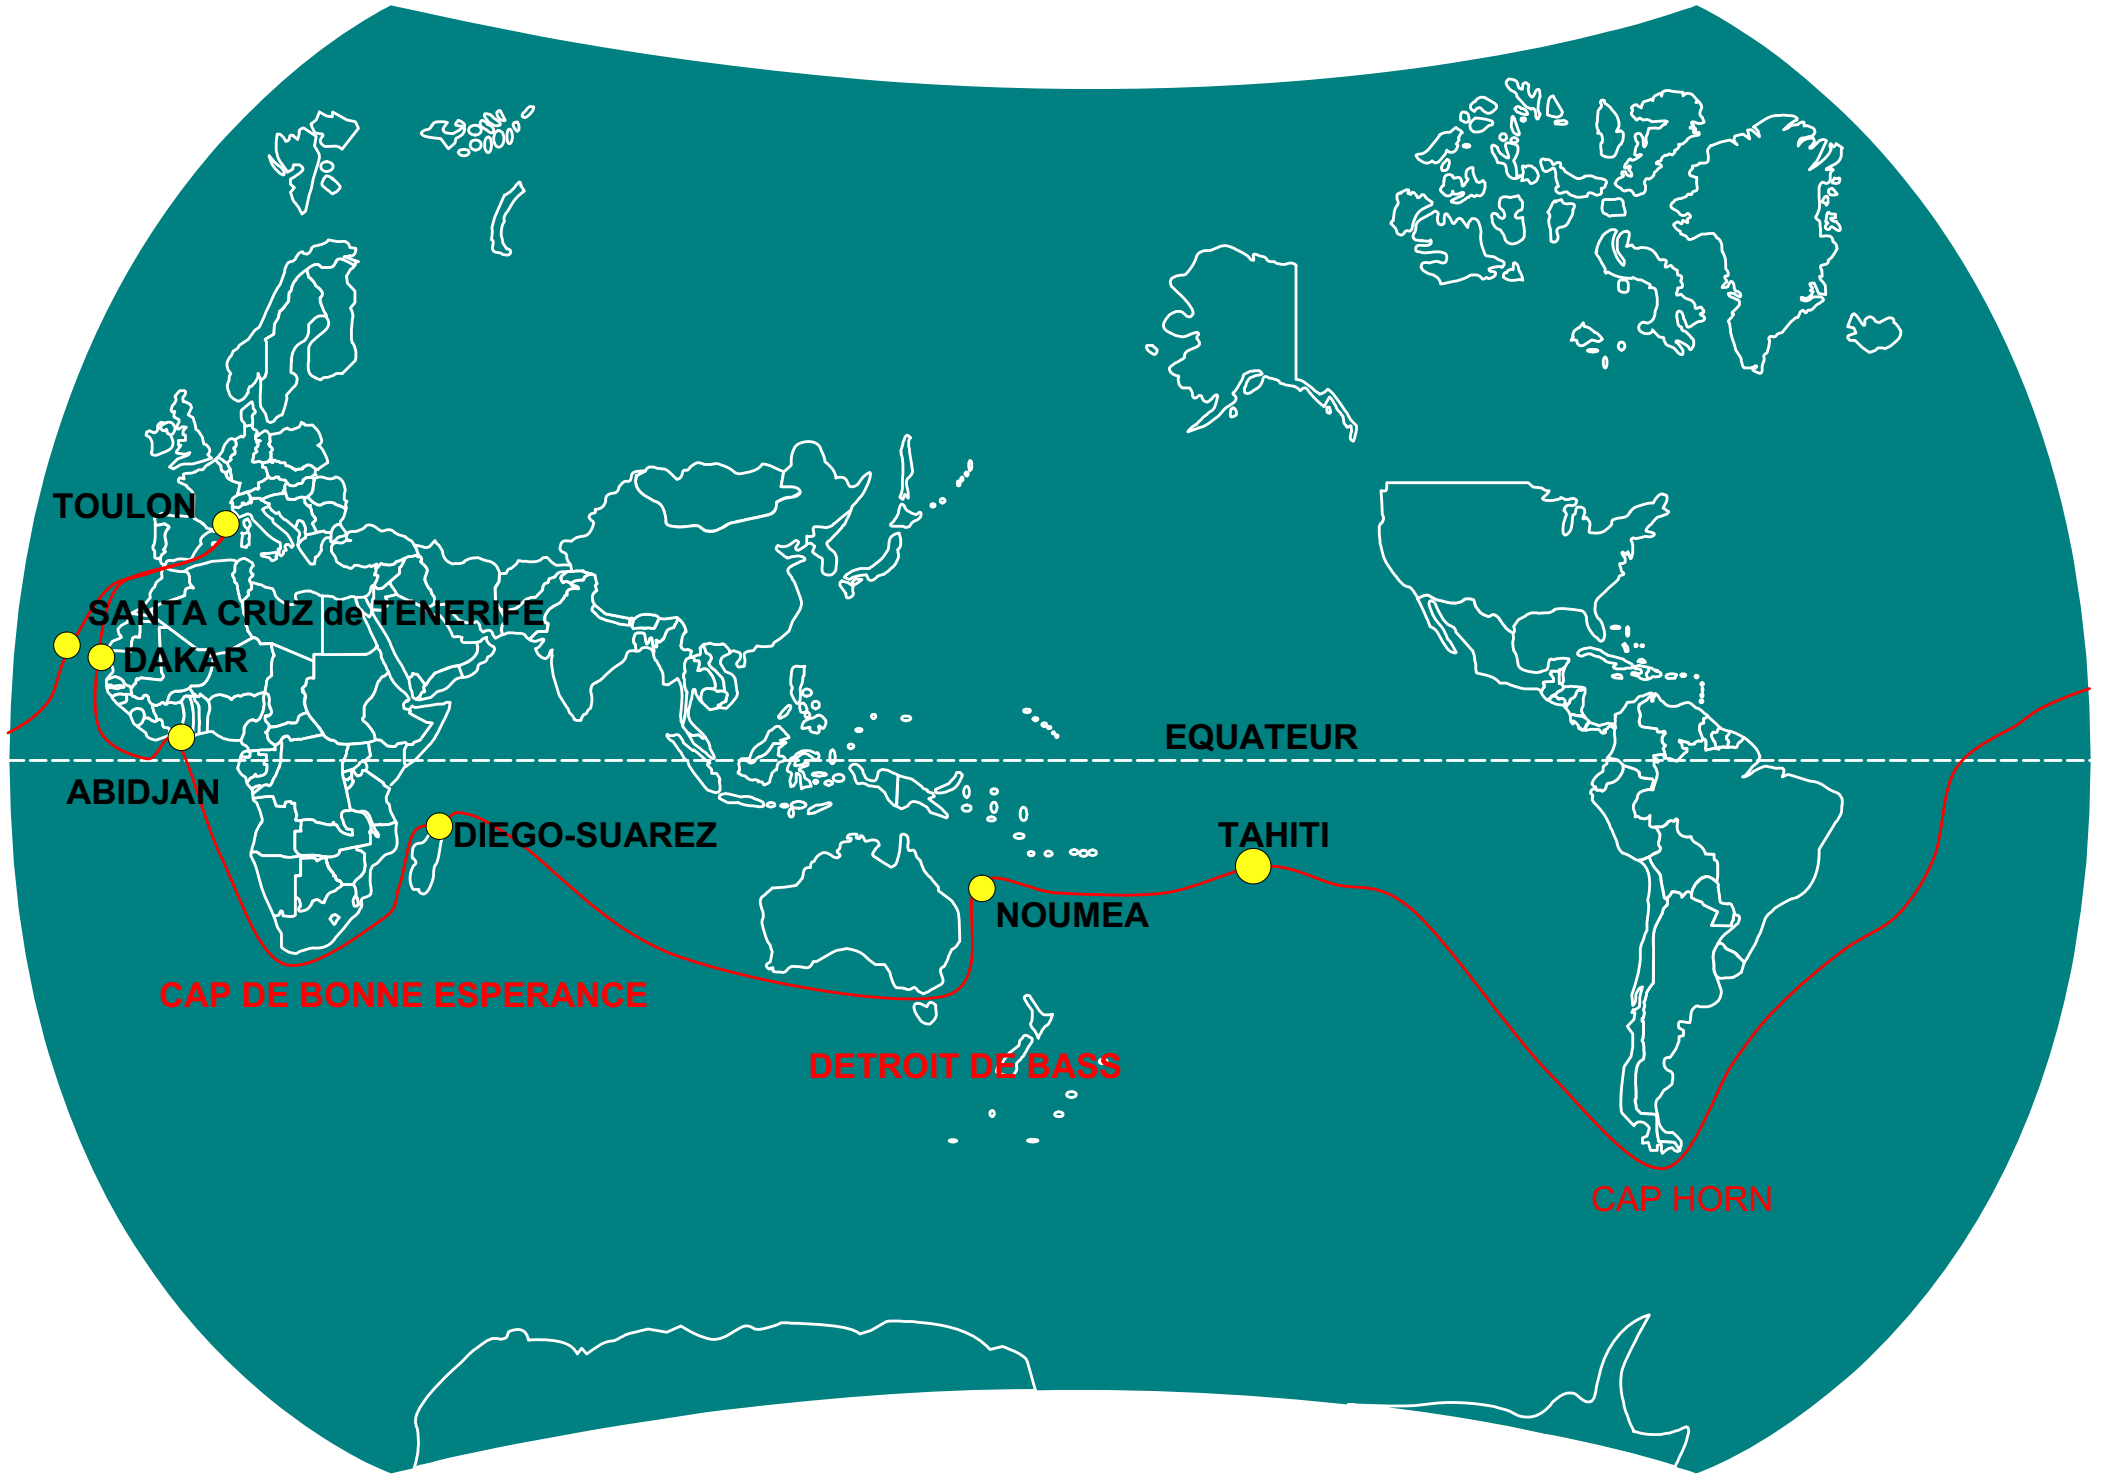 TOULON
SANTA CRUZ de TENERIFE
DAKAR
EQUATEUR
ABIDJAN
DIEGO-SUAREZ
TAHITI
NOUMEA
CAP DE BONNE ESPERANCE
DETROIT DE BASS
CAP HORN